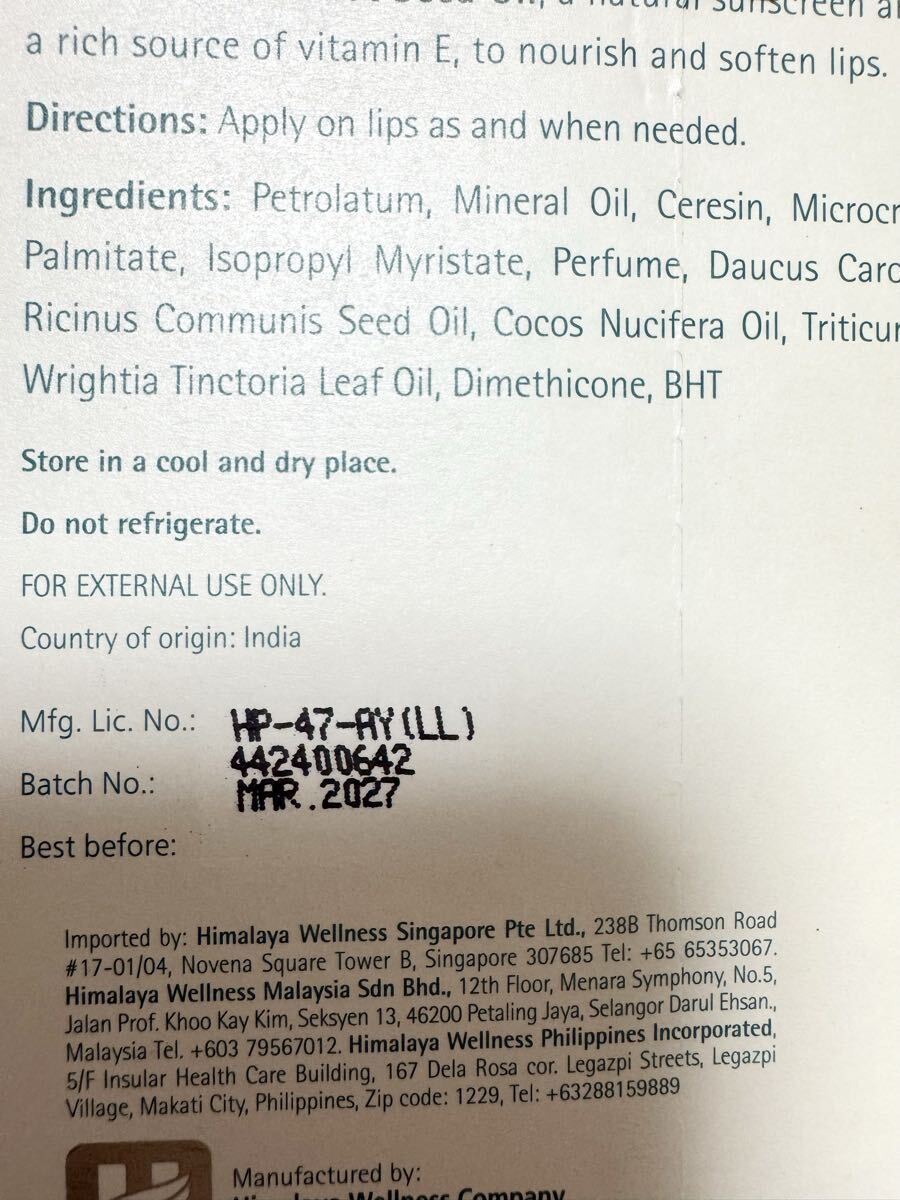 a rich source of vitamin E, to nourish and soften lips.
Directions: Apply on lips as and when needed.
Ingredients: Petrolatum, Mineral Oil, Ceresin, Microcr
Palmitate, Isopropyl Myristate, Perfume, Daucus Caro
Ricinus Communis Seed Oil, Cocos Nucifera Oil, Triticu
Wrightia Tinctoria Leaf Oil, Dimethicone, BHT
Store in a cool and dry place.
Do not refrigerate.
FOR EXTERNAL USE ONLY.
Country of origin: India
Mfg. Lic. No.: HP-47-AY(LL)
442400642
Batch No.: MAR.2027
Best before:
Imported by: Himalaya Wellness Singapore Pte Ltd., 238B Thomson Road
#17-01/04, Novena Square Tower B, Singapore 307685 Tel: +65 65353067.
Himalaya Wellness Malaysia Sdn Bhd., 12th Floor, Menara Symphony, No.5,
Jalan Prof. Khoo Kay Kim, Seksyen 13, 46200 Petaling Jaya, Selangor Darul Ehsan.,
Malaysia Tel. +603 79567012. Himalaya Wellness Philippines Incorporated,
5/F Insular Health Care Building, 167 Dela Rosa cor. Legazpi Streets, Legazpi
Village, Makati City, Philippines, Zip code: 1229, Tel: +63288159889
Manufactured by:
Himalaya Wellness Company